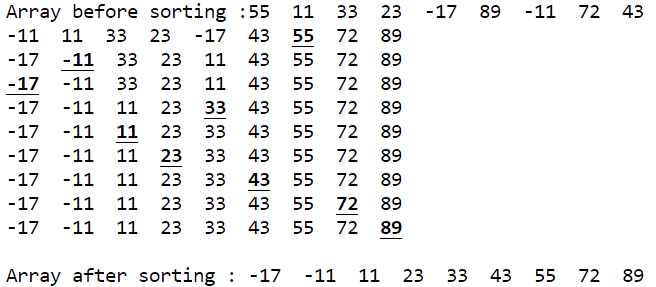 Array before sorting :55 11 33 23 -17 89 -11 72 43
-11 11 33 23 -17 43 55 72 89
-17 -11 33 23 11 43 55 72 89
-17 -11 33 23 11 43 55 72 89
-17 -11 11 23 33 43 55 72 89
-17 -11 11 23 33 43 55 72 89
-17 -11 11 23 33 43 55 72 89
-17 -11 11 23 33 43 55 72 89
-17 -11 11 23 33 43 55 72 89
-17 -11 11 23 33 43 55 72 89
Array after sorting : -17 -11 11 23 33 43 55 72 89